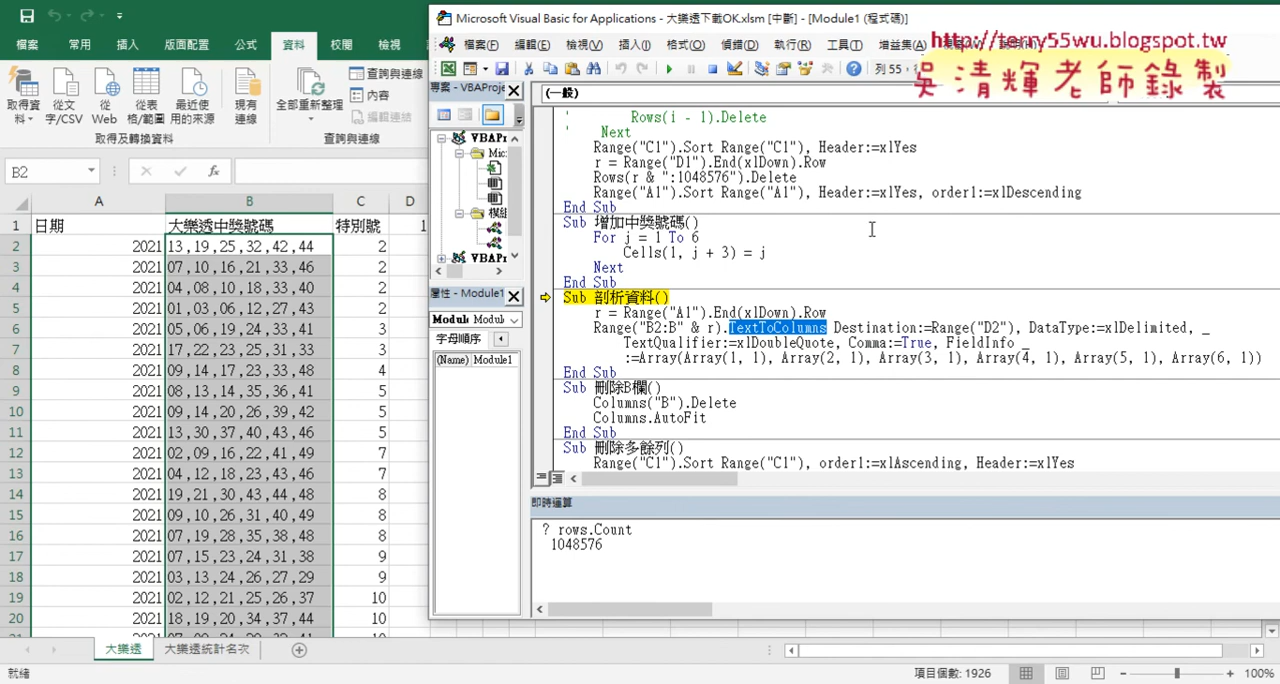 Microsoft Visual Basic for Applications - 大樂透下載OK.xlsm [中斷] - [Module1 (程式碼)]
http://terry55wu.blogspot.tw
吳清輝老師錄製
檔案 常用 插入 版面配置 公式 資料 校閱 檢視
檔案(F) 編輯(E) 檢視(V) 插入(I) 格式(O) 偵錯(D) 執行(R) 工具(T) 增益集(A)
列 55,
取得資料 從文字/CSV 從Web 從表格/範圍 最近使用的來源 現有連線 全部重新整理 查詢與連線
內容
編輯連結
取得及轉換資料 查詢與連線
專案 - VBAProje
(一般)
B2
fx
VBAP
Mic
模組
VBAP
屬性 - Module1
Module Modul
字母順序
(Name) Module1
A B C D
1 日期 大樂透中獎號碼 特別號 1
2 2021 13,19,25,32,42,44 2
3 2021 07,10,16,21,33,46 2
4 2021 04,08,10,18,33,40 2
5 2021 01,03,06,12,27,43 2
6 2021 05,06,19,24,33,41 3
7 2021 17,22,23,25,31,33 3
8 2021 09,14,17,23,33,48 4
9 2021 08,13,14,35,36,41 5
10 2021 09,14,20,26,39,42 5
11 2021 13,30,37,40,43,46 5
12 2021 02,09,16,22,41,49 7
13 2021 04,12,18,23,43,46 7
14 2021 19,21,30,43,44,48 8
15 2021 09,10,26,31,40,49 8
16 2021 07,19,28,35,38,48 8
17 2021 07,15,23,24,31,38 9
18 2021 03,13,24,26,27,29 9
19 2021 02,12,21,25,26,37 10
20 2021 18,19,20,34,37,44 10
' Rows(i - 1).Delete
' Next
Range("C1").Sort Range("C1"), Header:=xlYes
r = Range("D1").End(xlDown).Row
Rows(r & ":1048576").Delete
Range("A1").Sort Range("A1"), Header:=xlYes, order1:=xlDescending
End Sub
Sub 增加中獎號碼()
For j = 1 To 6
Cells(1, j + 3) = j
Next
End Sub
Sub 剖析資料()
r = Range("A1").End(xlDown).Row
Range("B2:B" & r).TextToColumns Destination:=Range("D2"), DataType:=xlDelimited, _
TextQualifier:=xlDoubleQuote, Comma:=True, FieldInfo _
:=Array(Array(1, 1), Array(2, 1), Array(3, 1), Array(4, 1), Array(5, 1), Array(6, 1))
End Sub
Sub 刪除B欄()
Columns("B").Delete
Columns.AutoFit
End Sub
Sub 刪除多餘列()
Range("C1").Sort Range("C1"), order1:=xlAscending, Header:=xlYes
即時運算
? rows.Count
1048576
大樂透 大樂透統計名次
就緒 項目個數: 1926 100%